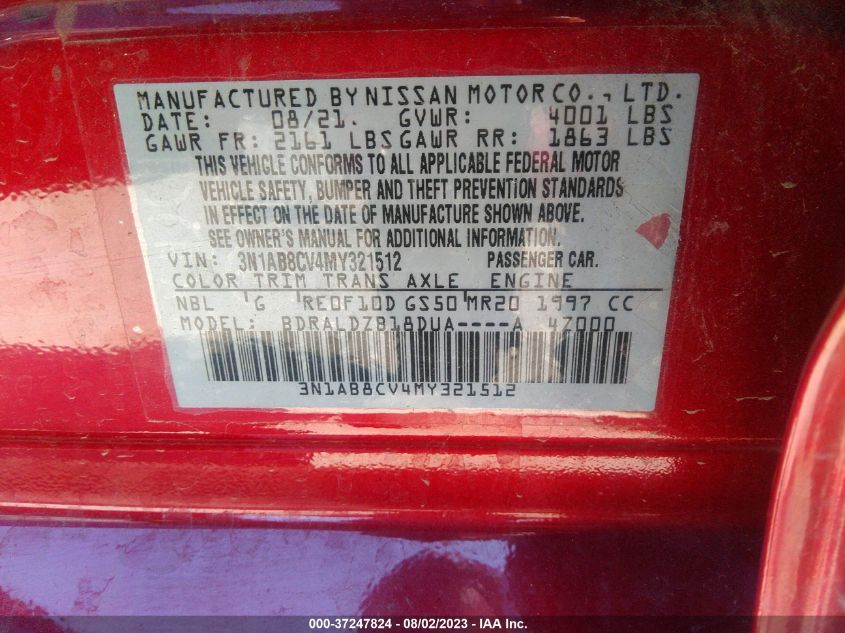 MANUFACTURED BY NISSAN MOTOR CO., LTD.
DATE: 08/21. GVWR: 4001 LBS
GAWR FR: 2161 LBS GAWR RR: 1863 LBS
THIS VEHICLE CONFORMS TO ALL APPLICABLE FEDERAL MOTOR
VEHICLE SAFETY, BUMPER AND THEFT PREVENTION STANDARDS
IN EFFECT ON THE DATE OF MANUFACTURE SHOWN ABOVE.
SEE OWNER'S MANUAL FOR ADDITIONAL INFORMATION.
VIN: 3N1AB8CV4MY321512 PASSENGER CAR.
COLOR TRIM TRANS AXLE ENGINE
NBL G RE0F10D GS50 MR20 1997 CC
MODEL: BDRALDZB18DUA----A 47000
3N1AB8CV4MY321512
000-37247824 - 08/02/2023 - IAA Inc.